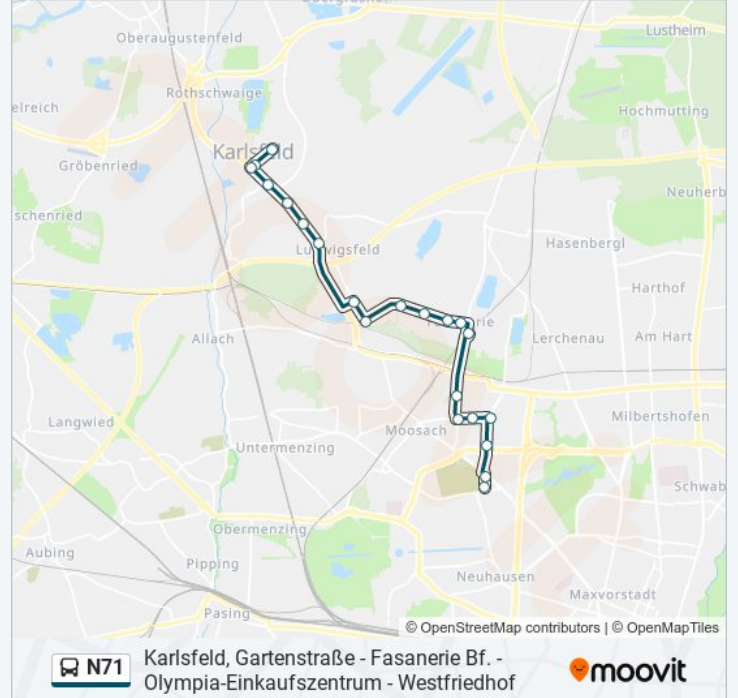 Oberaugustenfeld
Lustheim
Rothschwaige
Hochmutting
Karlsfeld
Gröbenried
Neuherb
schenried
Hasenbergl
Ludwigsfeld
Harthof
Fasanerie
Allach
Lerchenau
Am Hart
Langwied
Milbertshofen
Moosach
Untermenzing
Schwab
Obermenzing
Aubing
Pipping
Neuhausen
Maxvorstadt
Pasing
© OpenStreetMap contributors | © OpenMapTiles
N71
Karlsfeld, Gartenstraße - Fasanerie Bf. -
Olympia-Einkaufszentrum - Westfriedhof
moovit